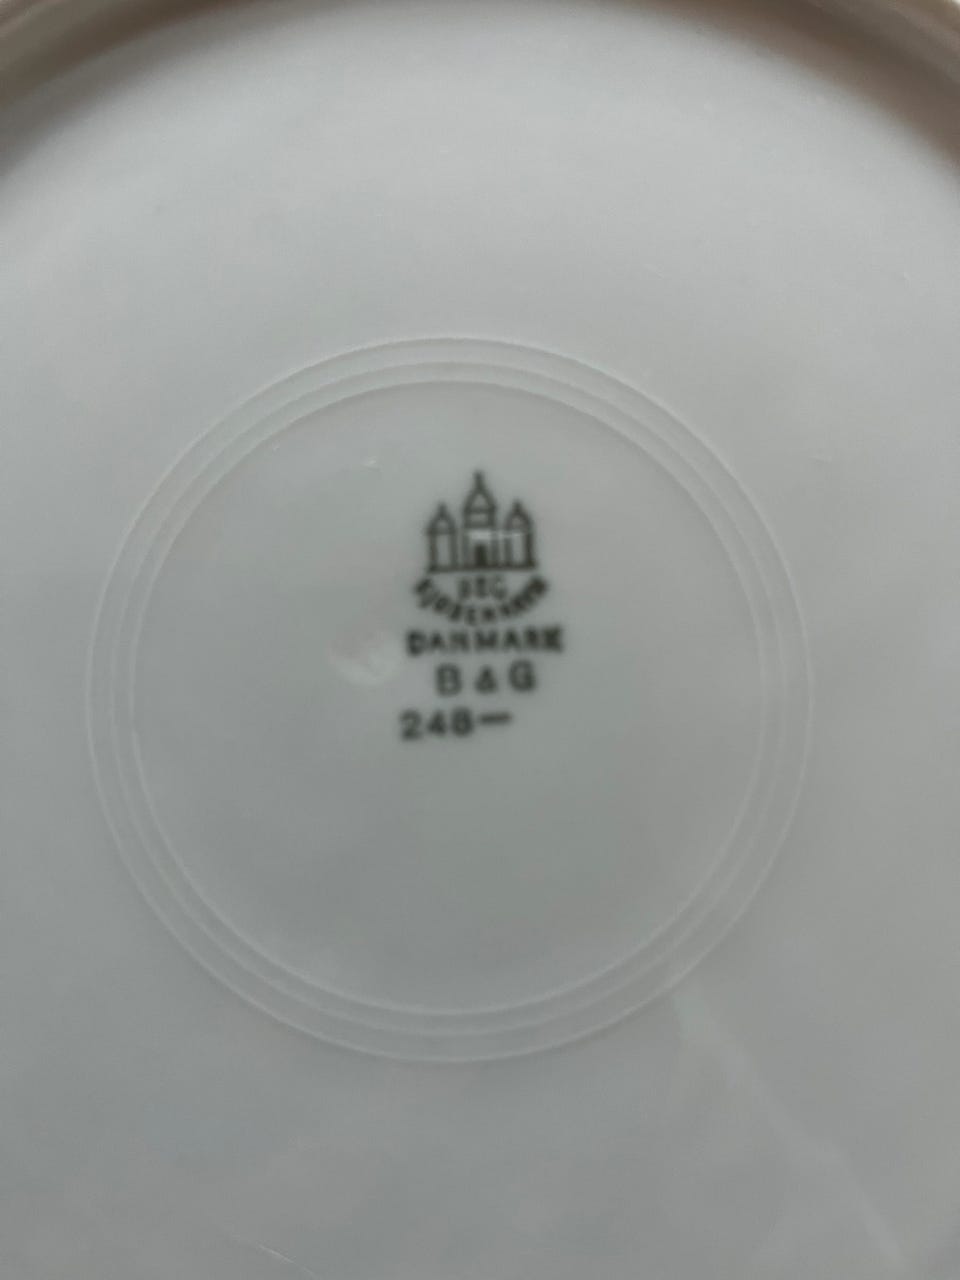 B&G
KJØBENHAVN
DANMARK
B & G
248—